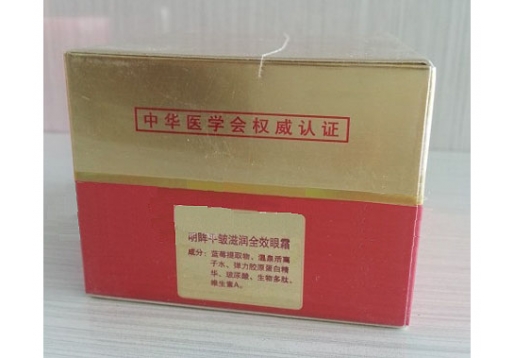 中华医学会权威认证
明眸平皱滋润全效眼霜
成分：蓝莓提取物、温泉活离
子水、弹力胶原蛋白精
华、玻尿酸、生物多肽、
维生素A。